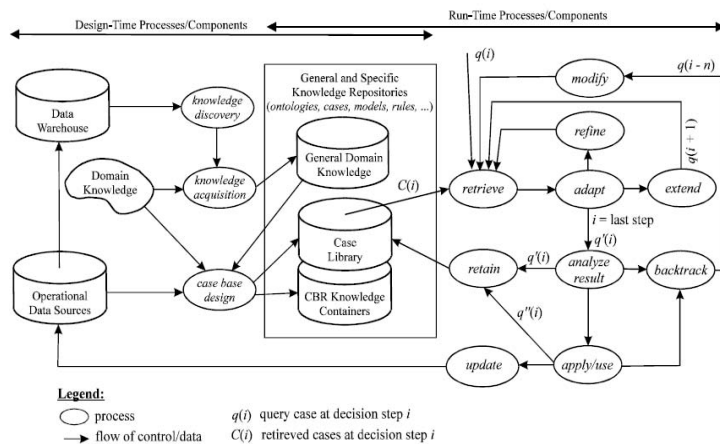 Design-Time Processes/Components
Run-Time Processes/Components
q(i)
General and Specific
Knowledge Repositories
(ontologies, cases, models, rules, ...)
Data
Warehouse
knowledge
discovery
modify
q(i - n)
refine
q(i + 1)
Domain
Knowledge
knowledge
acquisition
General Domain
Knowledge
C(i)
retrieve
adapt
extend
i = last step
q'(i)
Case
Library
retain
q'(i)
analyze
result
backtrack
Operational
Data Sources
case base
design
CBR Knowledge
Containers
q''(i)
update
apply/use
Legend:
process
q(i) query case at decision step i
flow of control/data
C(i) retireved cases at decision step i